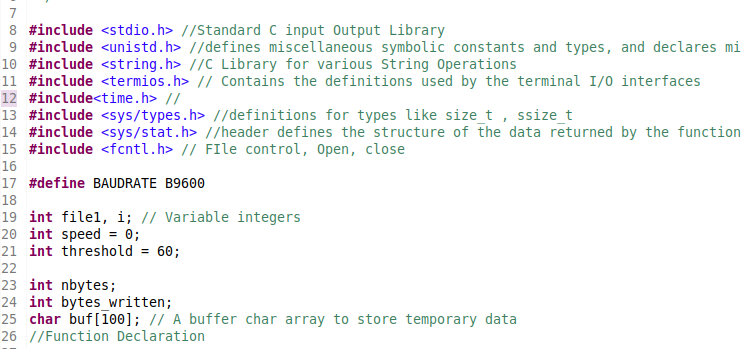 7
8 #include <stdio.h> //Standard C input Output Library
9 #include <unistd.h> //defines miscellaneous symbolic constants and types, and declares mi
10 #include <string.h> //C Library for various String Operations
11 #include <termios.h> // Contains the definitions used by the terminal I/O interfaces
12 #include<time.h> //
13 #include <sys/types.h> //definitions for types like size_t , ssize_t
14 #include <sys/stat.h> //header defines the structure of the data returned by the function
15 #include <fcntl.h> // FIle control, Open, close
16
17 #define BAUDRATE B9600
18
19 int file1, i; // Variable integers
20 int speed = 0;
21 int threshold = 60;
22
23 int nbytes;
24 int bytes_written;
25 char buf[100]; // A buffer char array to store temporary data
26 //Function Declaration